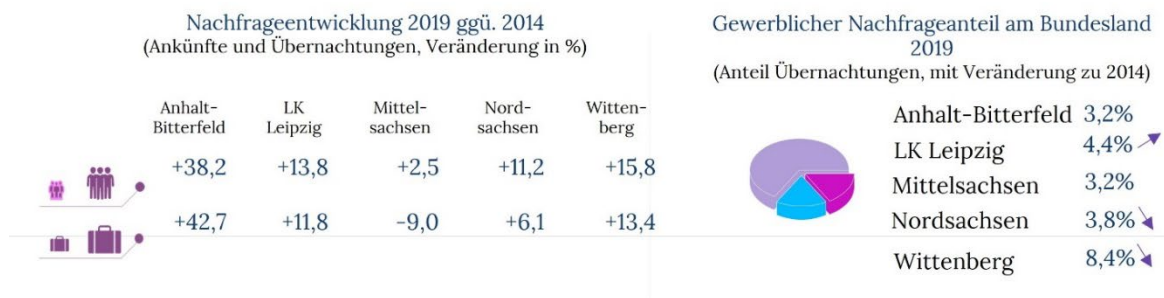 Nachfrageentwicklung 2019 ggü. 2014
(Ankünfte und Übernachtungen, Veränderung in %)
Anhalt- LK Mittel- Nord- Witten-
Bitterfeld Leipzig sachsen sachsen berg
+38,2 +13,8 +2,5 +11,2 +15,8
+42,7 +11,8 -9,0 +6,1 +13,4
Gewerblicher Nachfrageanteil am Bundesland
2019
(Anteil Übernachtungen, mit Veränderung zu 2014)
Anhalt-Bitterfeld 3,2%
LK Leipzig 4,4%
Mittelsachsen 3,2%
Nordsachsen 3,8%
Wittenberg 8,4%